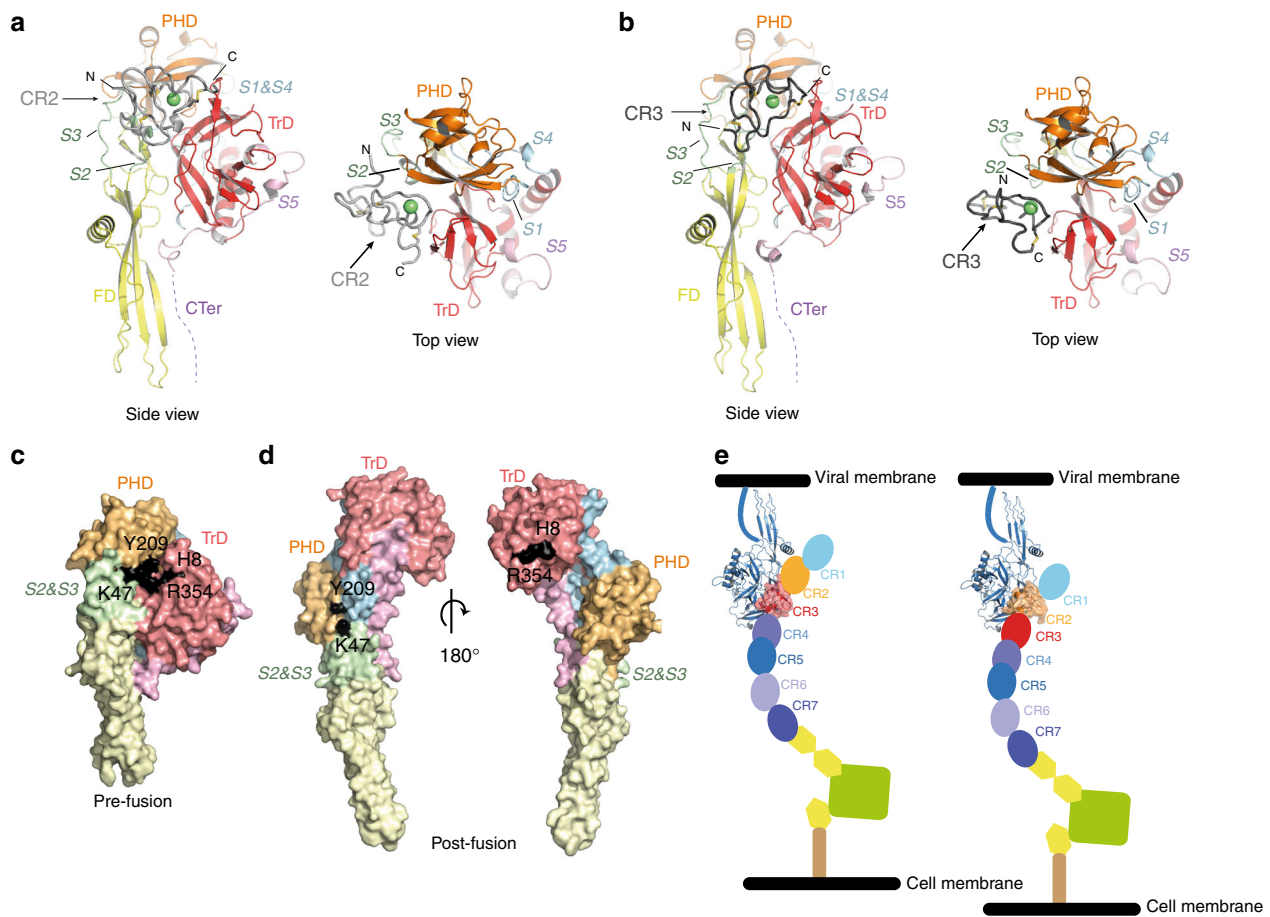 a
PHD
N
C
CR2
S1&S4
TrD
S3
S2
S5
FD
CTer
Side view
PHD
S3
N
S4
S2
S1
S5
CR2
C
TrD
Top view
b
PHD
C
S1&S4
CR3
TrD
N
S3
S2
S5
FD
CTer
Side view
PHD
S3
S4
S2
N
S1
CR3
C
S5
TrD
Top view
c
PHD
TrD
Y209
H8
K47
R354
S2&S3
Pre-fusion
d
TrD
PHD
Y209
K47
S2&S3
180°
TrD
H8
R354
PHD
S2&S3
Post-fusion
e
Viral membrane
CR1
CR2
CR3
CR4
CR5
CR6
CR7
Cell membrane
Viral membrane
CR1
CR2
CR3
CR4
CR5
CR6
CR7
Cell membrane